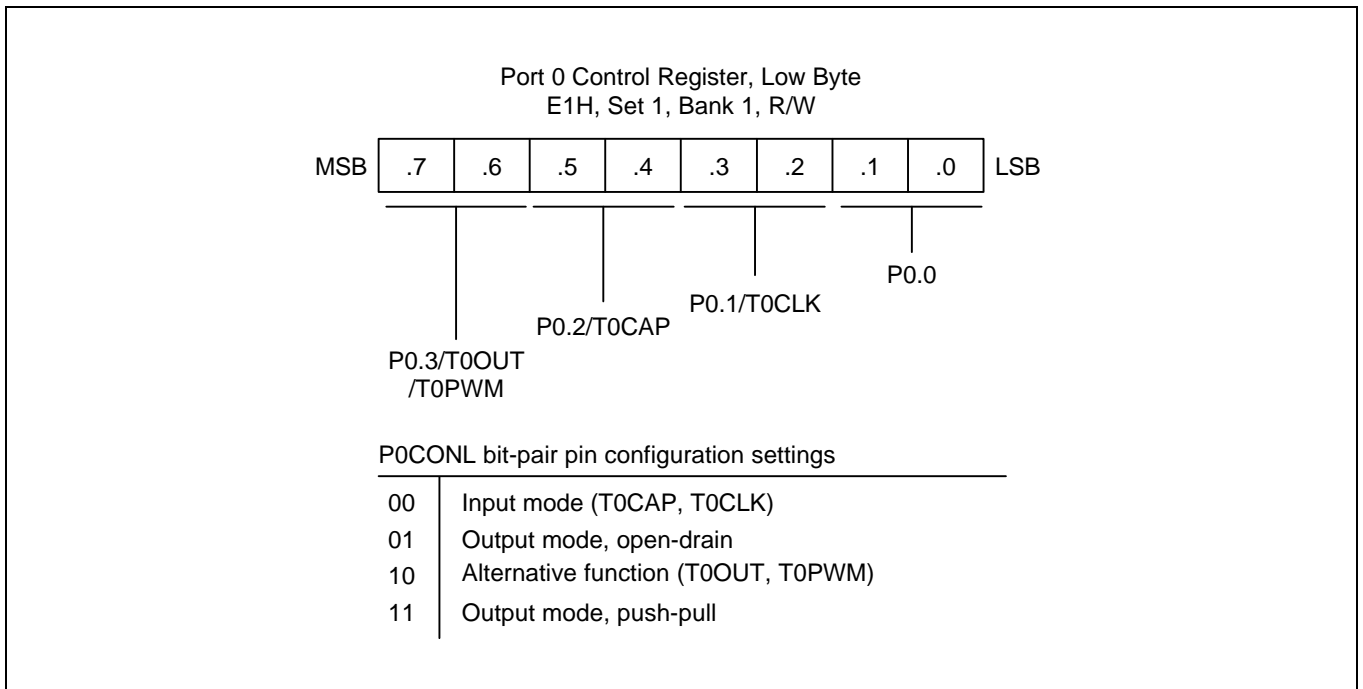 Port 0 Control Register, Low Byte
E1H, Set 1, Bank 1, R/W
MSB .7 .6 .5 .4 .3 .2 .1 .0 LSB
P0.0
P0.1/T0CLK
P0.2/T0CAP
P0.3/T0OUT
/T0PWM
P0CONL bit-pair pin configuration settings
00 Input mode (T0CAP, T0CLK)
01 Output mode, open-drain
10 Alternative function (T0OUT, T0PWM)
11 Output mode, push-pull